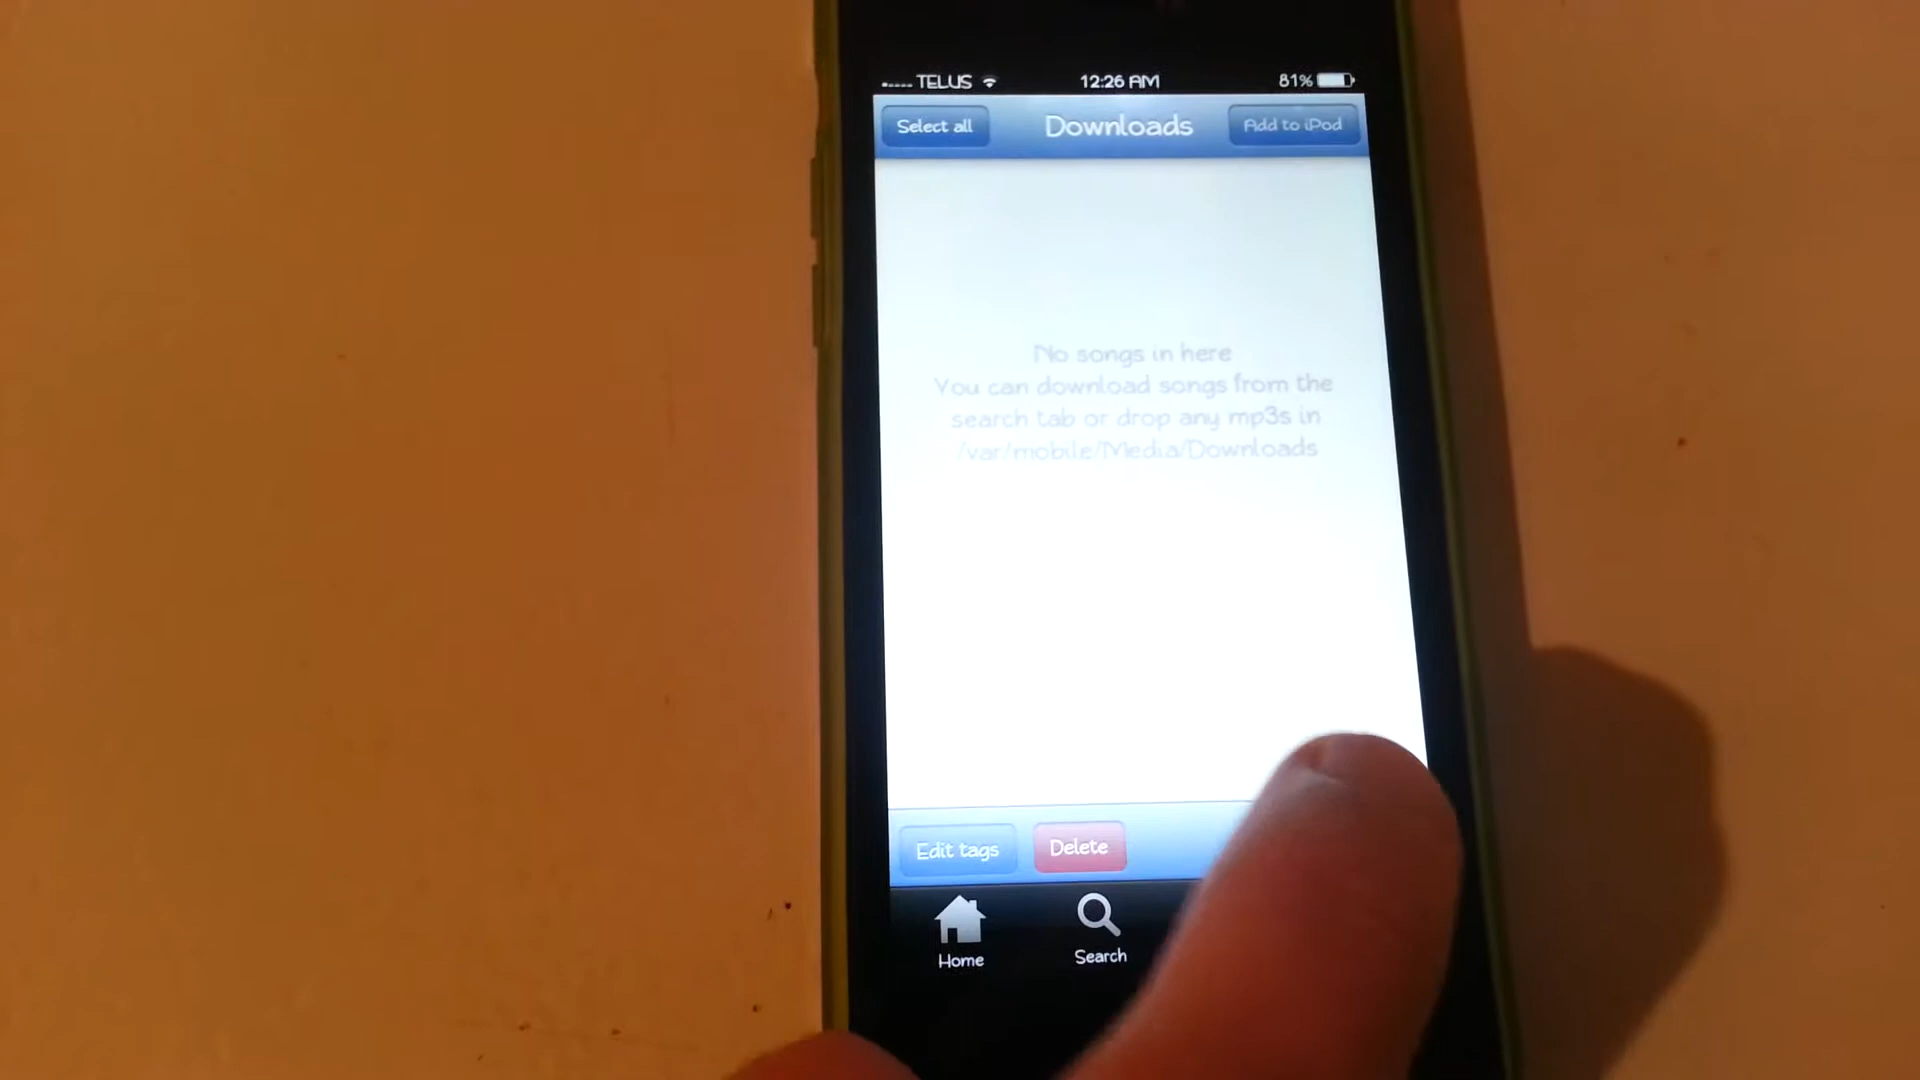 TELUS 12:26 AM 81%
Select all Downloads Add to iPod
No songs in here
You can download songs from the
search tab or drop any mp3s in
/var/mobile/Media/Downloads
Edit tags Delete
Home Search